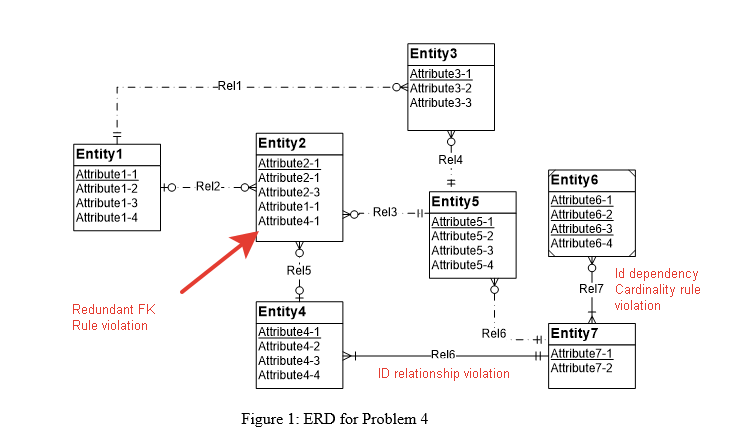 Entity3
Attribute3-1
Attribute3-2
Attribute3-3
Rel1
Entity1
Attribute1-1
Attribute1-2
Attribute1-3
Attribute1-4
Rel2
Entity2
Attribute2-1
Attribute2-1
Attribute2-3
Attribute1-1
Attribute4-1
Rel4
Rel3
Entity5
Attribute5-1
Attribute5-2
Attribute5-3
Attribute5-4
Entity6
Attribute6-1
Attribute6-2
Attribute6-3
Attribute6-4
Rel5
Redundant FK
Rule violation
Id dependency
Cardinality rule
violation
Rel7
Entity4
Attribute4-1
Attribute4-2
Attribute4-3
Attribute4-4
Rel6
Rel6
ID relationship violation
Entity7
Attribute7-1
Attribute7-2
Figure 1: ERD for Problem 4